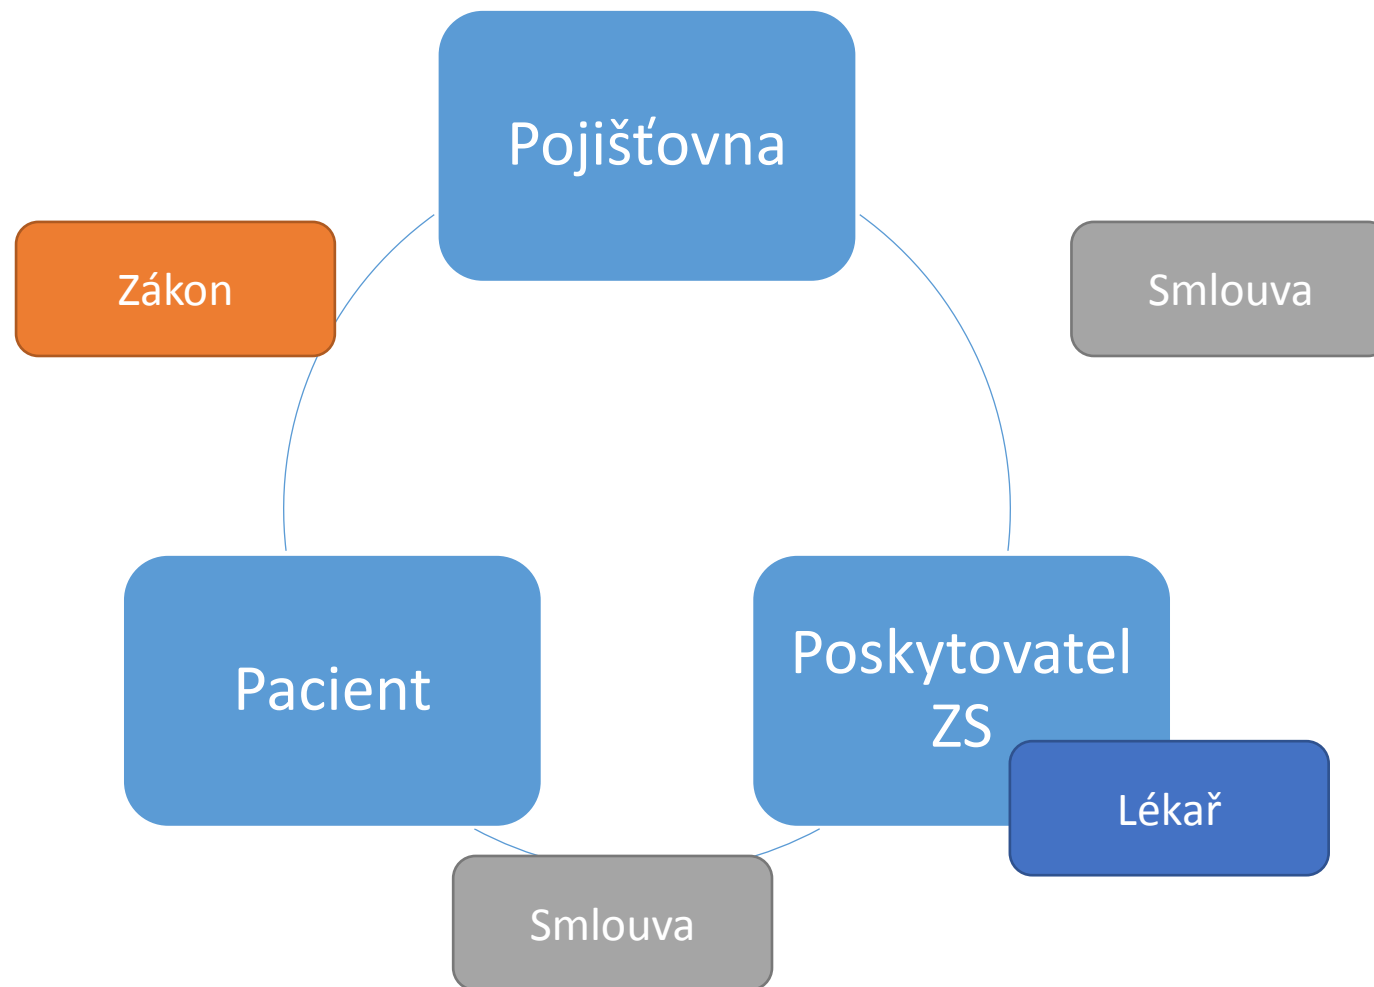 Pojišťovna
Zákon
Smlouva
Pacient
Poskytovatel
ZS
Lékař
Smlouva